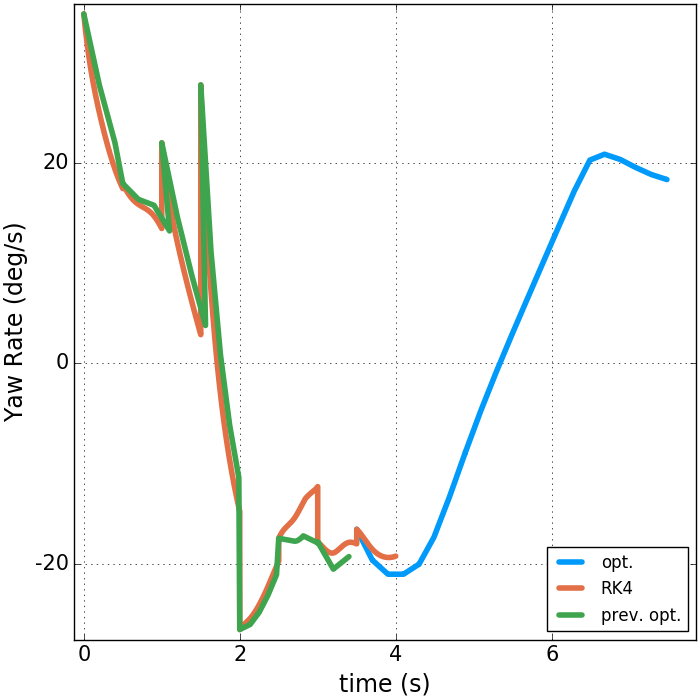 Yaw Rate (deg/s)
20
0
-20
0 2 4 6
time (s)
opt.
RK4
prev. opt.